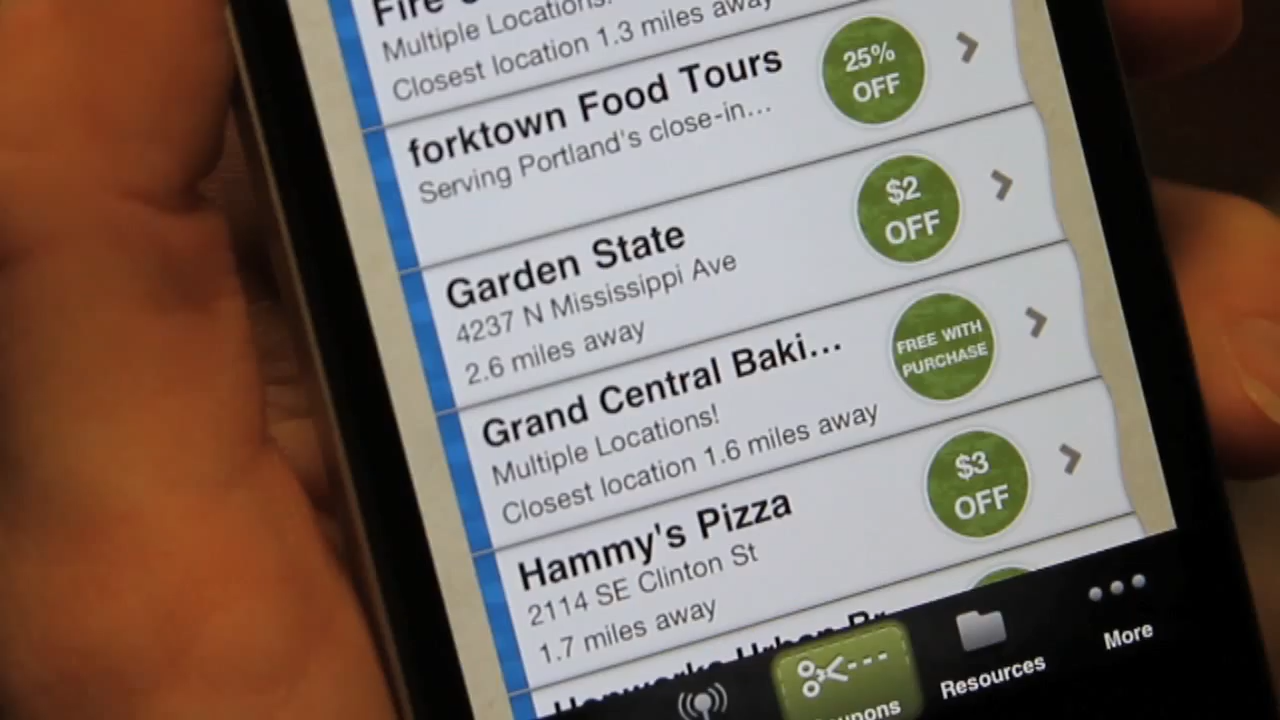 Fire
Multiple Locations!
Closest location 1.3 miles away
forktown Food Tours
Serving Portland's close-in...
25%
OFF
Garden State
4237 N Mississippi Ave
2.6 miles away
$2
OFF
Grand Central Baki...
Multiple Locations!
Closest location 1.6 miles away
FREE WITH
PURCHASE
Hammy's Pizza
2114 SE Clinton St
1.7 miles away
$3
OFF
Urban
Resources
More